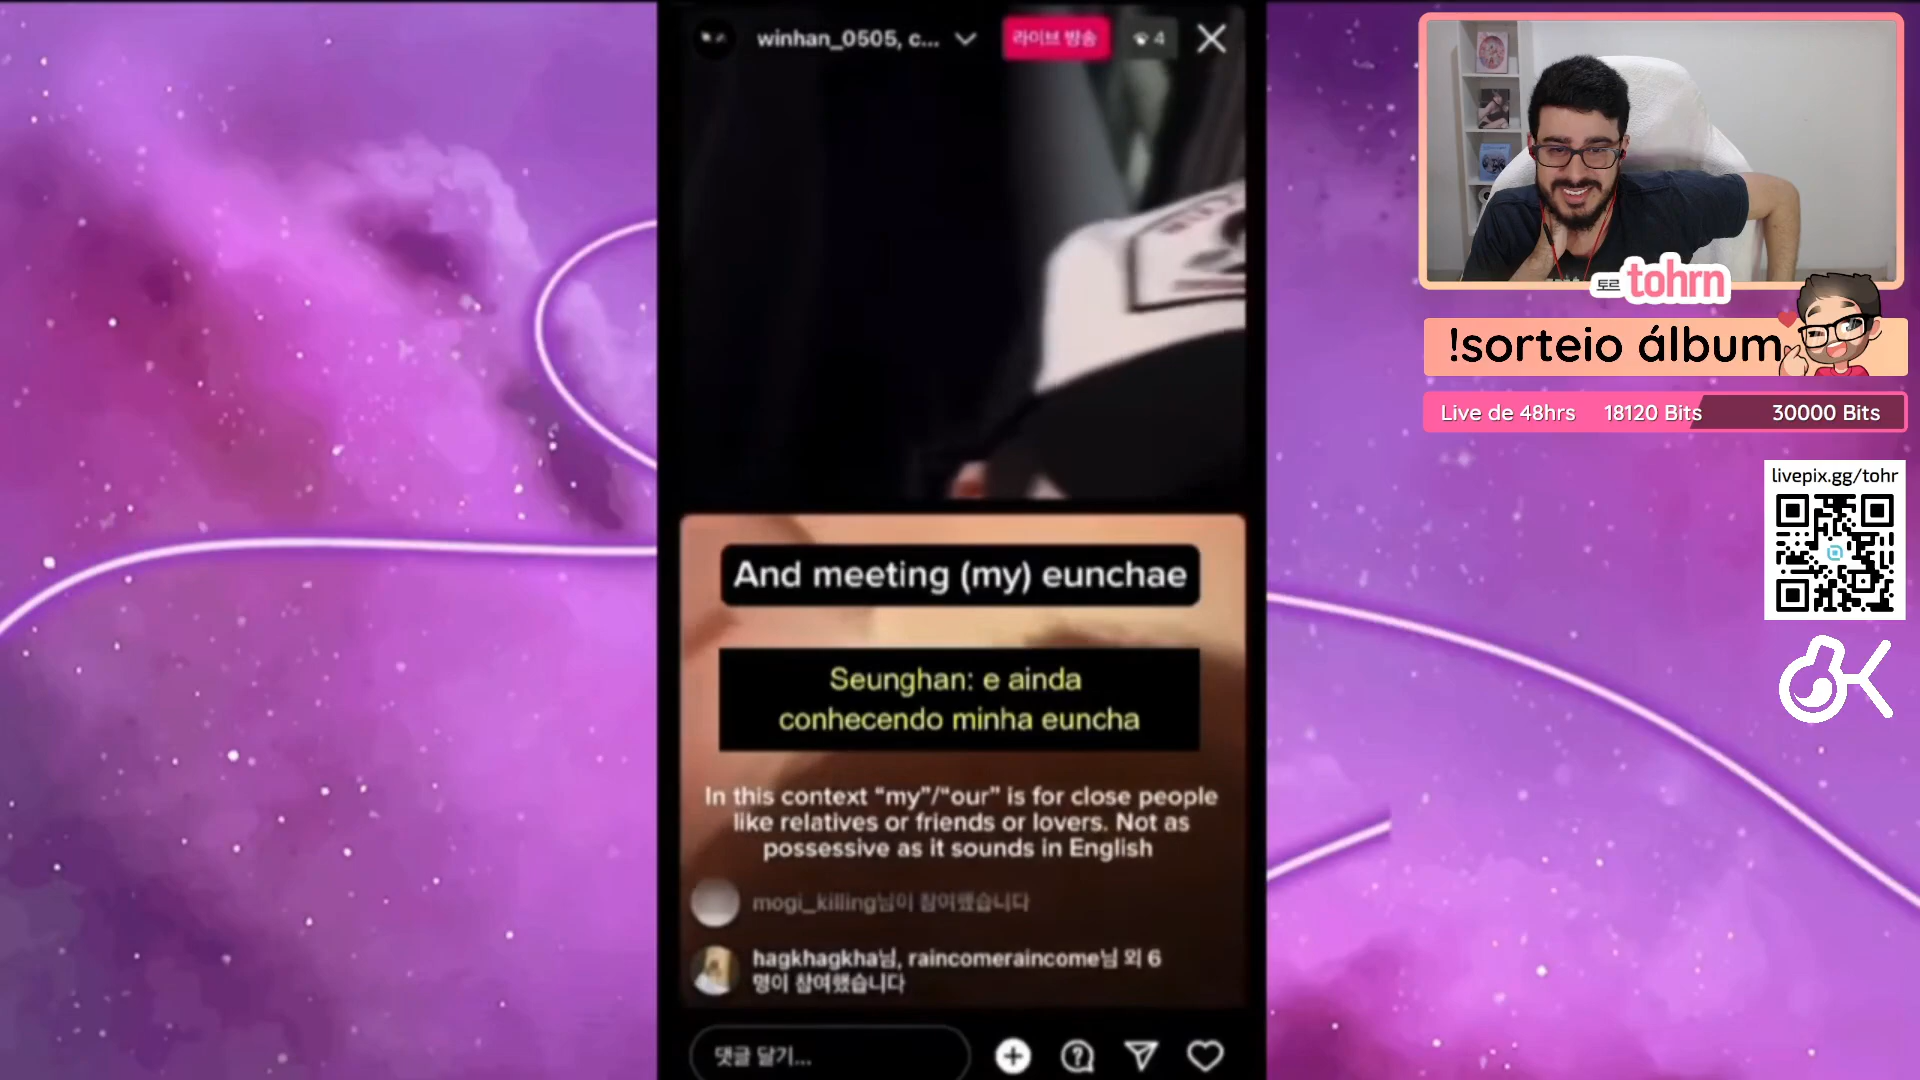 winhan_0505, c...
라이브 방송
4
And meeting (my) eunchae
Seunghan: e ainda
conhecendo minha euncha
In this context “my”/“our” is for close people
like relatives or friends or lovers. Not as
possessive as it sounds in English
mogi_killing님이 참여했습니다
hagkhagkha님, raincomeraincome님 외 6
명이 참여했습니다
댓글 달기...
토르 tohrn
!sorteio álbum
Live de 48hrs 18120 Bits 30000 Bits
livepix.gg/tohr